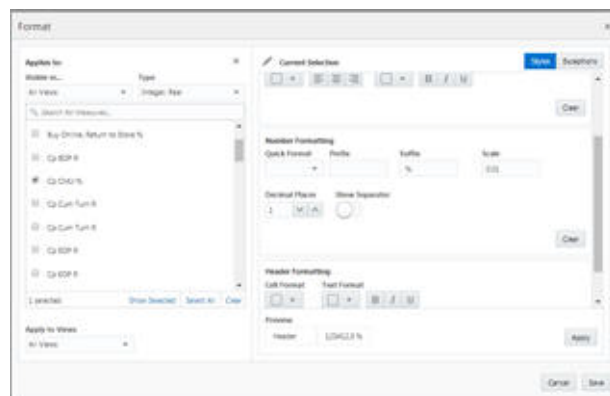 Format
Applies to:
Visible in...
Type
All Views
Integer, Real
Search for Measures...
Buy Online, Return to Store %
Cp BOP R
Cp CMU %
Cp Cum Turn R
Cp Cum Turn R
Cp EOP R
Cp EOP R
1 selected
Show Selected
Select All
Clear
Apply to Views
All Views
Current Selection
Styles
Exceptions
B I U
Clear
Number Formatting
Quick Format
Prefix
Suffix
Scale
%
0.01
Decimal Places
Show Separator
1
Clear
Header Formatting
Cell Format
Text Format
B I U
Preview
Header
Apply
Cancel
Save